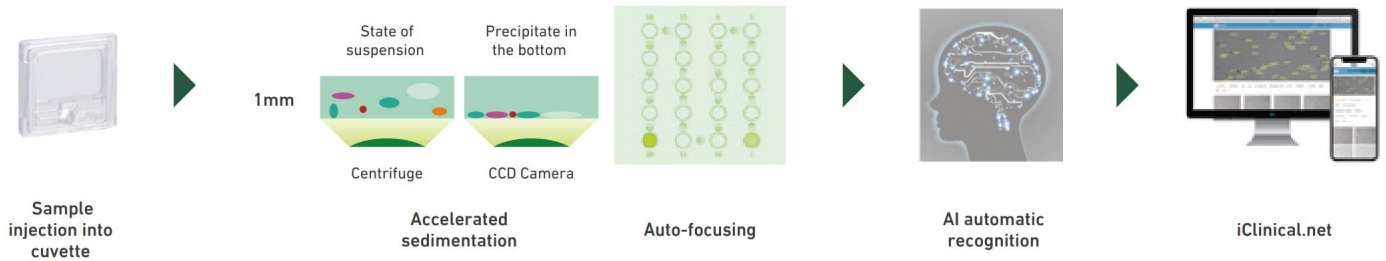 State of
suspension
Precipitate in
the bottom
1mm
Centrifuge
CCD Camera
Sample
injection into
cuvette
Accelerated
sedimentation
Auto-focusing
AI automatic
recognition
iClinical.net